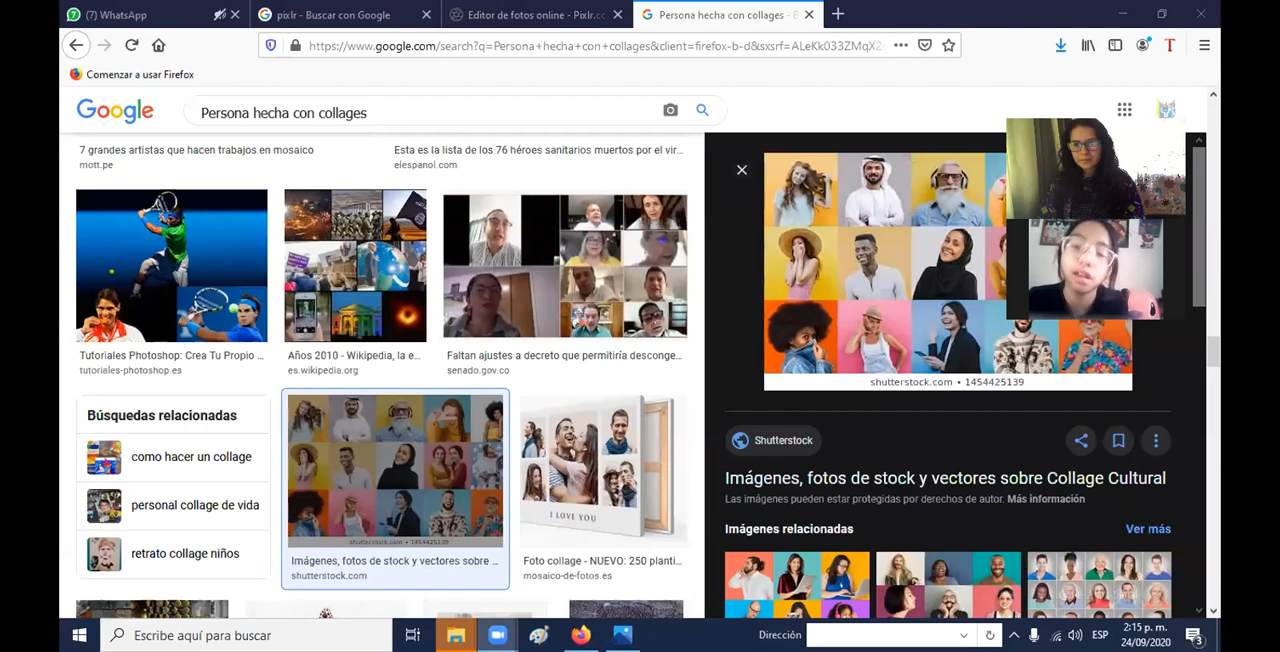 (7) WhatsApp
pixlr - Buscar con Google
Editor de fotos online - Pixlr.cc
Persona hecha con collages - E
https://www.google.com/search?q=Persona+hecha+con+collages&client=firefox-b-d&sxsrf=ALeKk033ZMqX2
Comenzar a usar Firefox
Google
Persona hecha con collages
7 grandes artistas que hacen trabajos en mosaico
mott.pe
Esta es la lista de los 76 héroes sanitarios muertos por el vir...
elespanol.com
Tutoriales Photoshop: Crea Tu Propio ...
tutoriales-photoshop.es
Años 2010 - Wikipedia, la e...
es.wikipedia.org
Faltan ajustes a decreto que permitiría descong...
senado.gov.co
Búsquedas relacionadas
como hacer un collage
personal collage de vida
retrato collage niños
shutterstock.com • 1454425139
Imágenes, fotos de stock y vectores sobre ...
shutterstock.com
I LOVE YOU
Foto collage - NUEVO: 250 planti...
mosaico-de-fotos.es
shutterstock.com • 1454425139
Shutterstock
Imágenes, fotos de stock y vectores sobre Collage Cultural
Las imágenes pueden estar protegidas por derechos de autor. Más información
Imágenes relacionadas
Ver más
Escribe aquí para buscar
Dirección
ESP
2:15 p. m.
24/09/2020
3